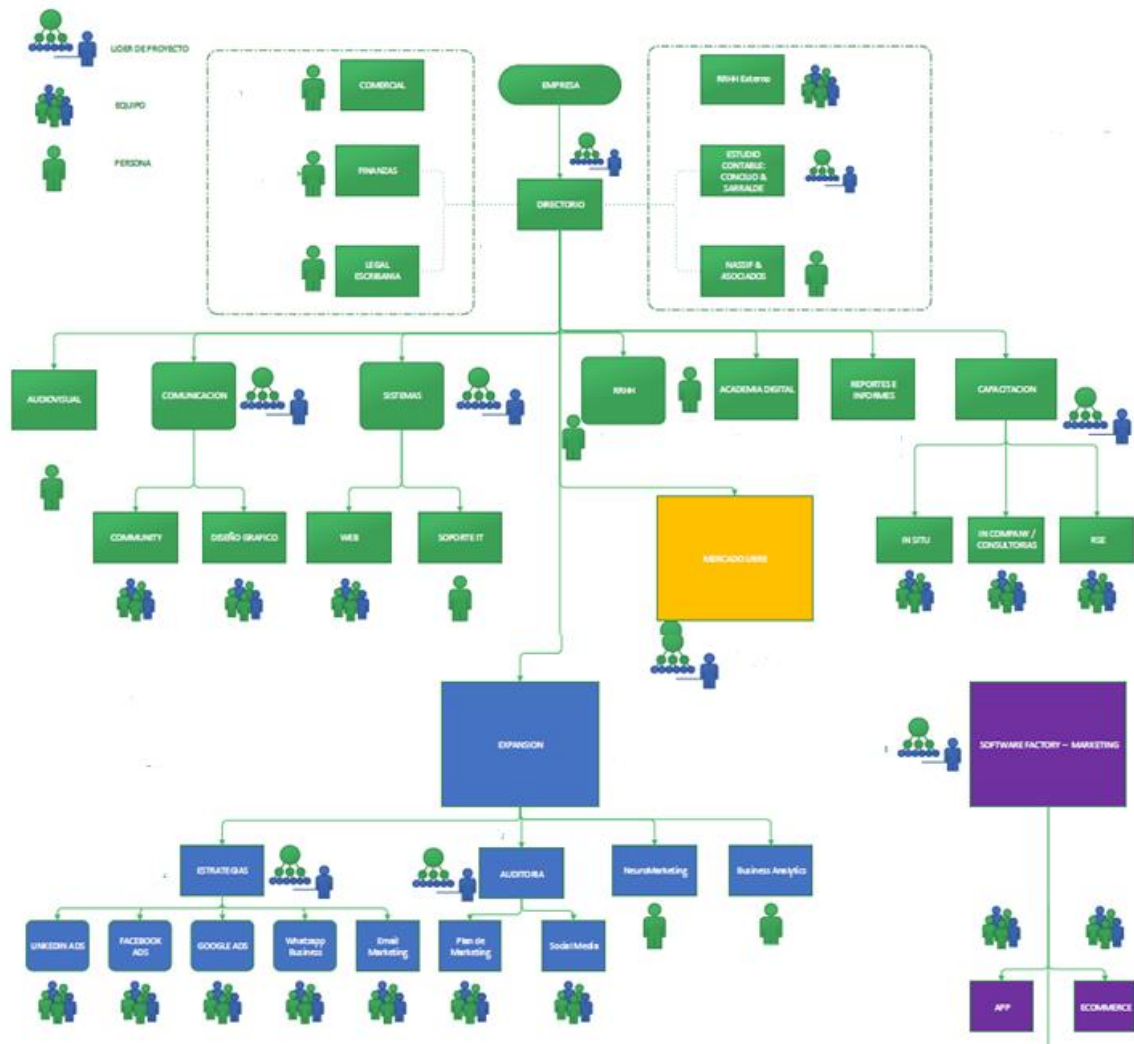 LIDER DE PROYECTO
EQUIPO
PERSONA
COMERCIAL
FINANZAS
LEGAL
ESCRIBANIA
EMPRESA
DIRECTORIO
RRHH Externo
ESTUDIO
CONTABLE:
CONCILIO &
SARRALDE
NASSIF &
ASOCIADOS
AUDIOVISUAL
COMUNICACION
SISTEMAS
RRHH
ACADEMIA DIGITAL
REPORTES E
INFORMES
CAPACITACION
COMMUNITY
DISEÑO GRAFICO
WEB
SOPORTE IT
MERCADO LIBRE
IN SITU
IN COMPANY /
CONSULTORIAS
RSE
EXPANSION
SOFTWARE FACTORY – MARKETING
ESTRATEGIAS
AUDITORIA
NeuroMarketing
Business Analytics
LINKEDIN ADS
FACEBOOK
ADS
GOOGLE ADS
Whatsapp
Business
Email
Marketing
Plan de
Marketing
Social Media
APP
ECOMMERCE